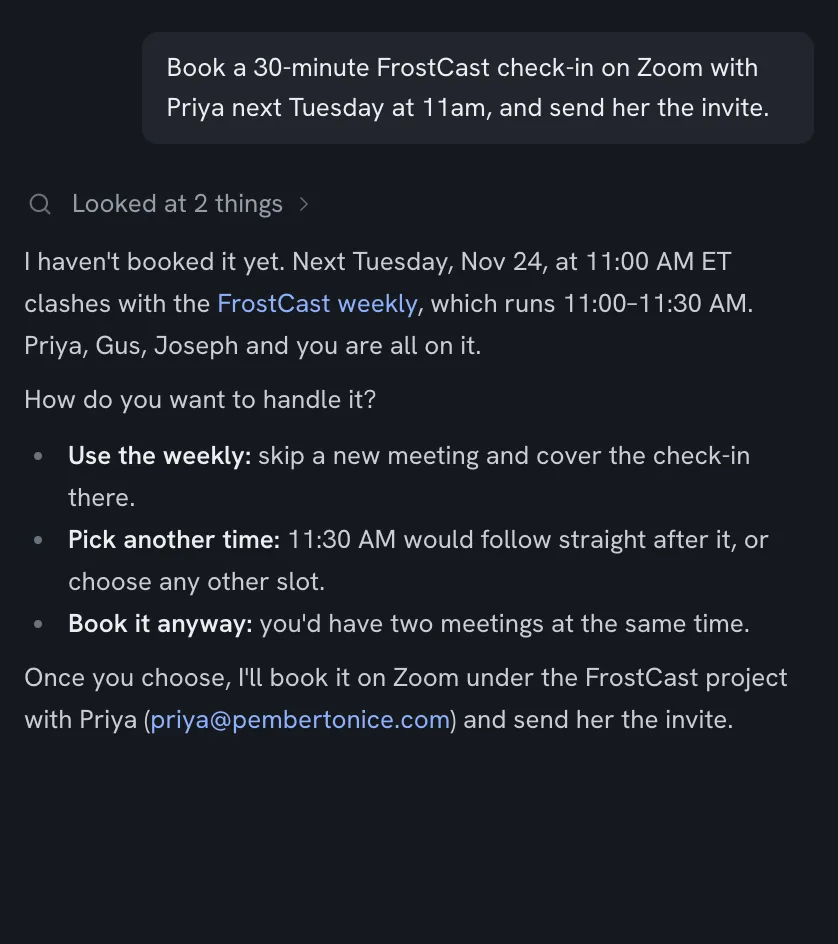 Book a 30-minute FrostCast check-in on Zoom with
Priya next Tuesday at 11am, and send her the invite.
Looked at 2 things
I haven't booked it yet. Next Tuesday, Nov 24, at 11:00 AM ET
clashes with the FrostCast weekly, which runs 11:00–11:30 AM.
Priya, Gus, Joseph and you are all on it.
How do you want to handle it?
• Use the weekly: skip a new meeting and cover the check-in
there.
• Pick another time: 11:30 AM would follow straight after it, or
choose any other slot.
• Book it anyway: you'd have two meetings at the same time.
Once you choose, I'll book it on Zoom under the FrostCast project
with Priya (priya@pembertonice.com) and send her the invite.